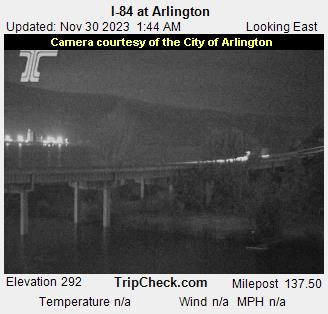 I-84 at Arlington
Updated: Nov 30 2023 1:44 AM Looking East
Camera courtesy of the City of Arlington
Elevation 292 TripCheck.com Milepost 137.50
Temperature n/a Wind n/a MPH n/a